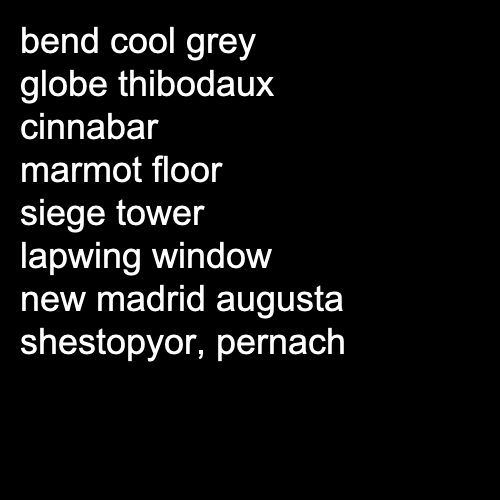 bend cool grey
globe thibodaux
cinnabar
marmot floor
siege tower
lapwing window
new madrid augusta
shestopyor, pernach